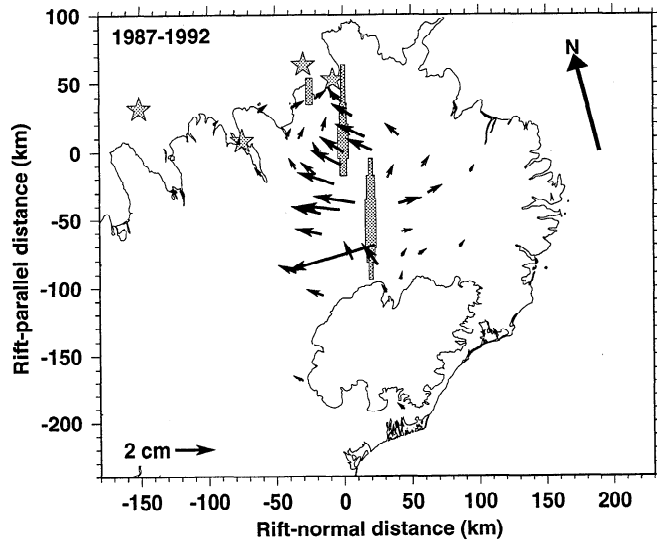 1987-1992
N
100
50
0
-50
-100
-150
-200
Rift-parallel distance (km)
2 cm
-150 -100 -50 0 50 100 150 200
Rift-normal distance (km)